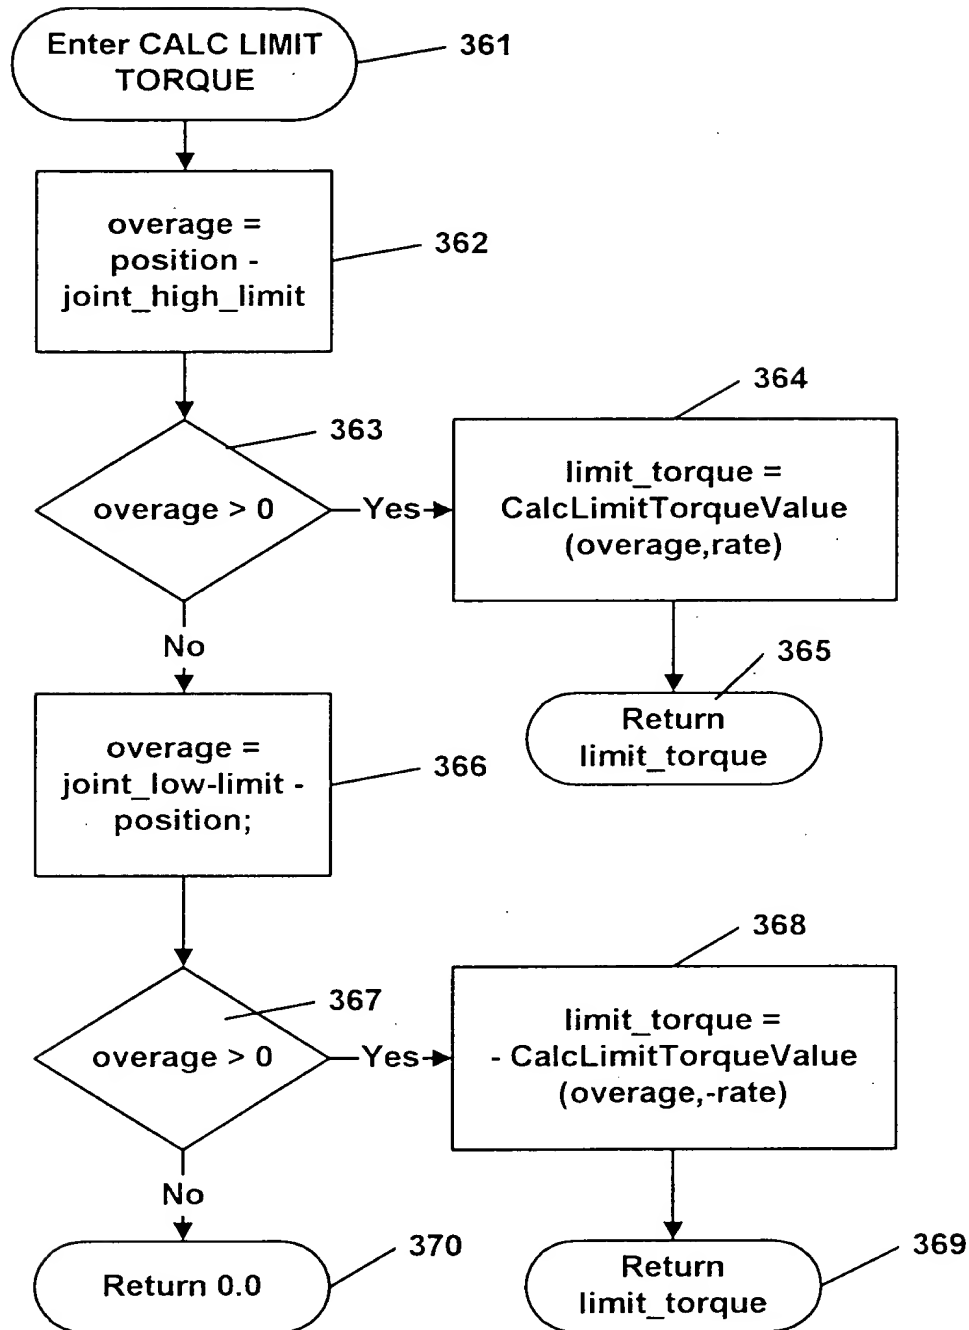 Enter CALC LIMIT
TORQUE
361
overage =
position -
joint_high_limit
362
363
overage > 0
Yes
364
limit_torque =
CalcLimitTorqueValue
(overage,rate)
No
365
Return
limit_torque
overage =
joint_low-limit -
position;
366
367
overage > 0
Yes
368
limit_torque =
- CalcLimitTorqueValue
(overage,-rate)
No
370
Return 0.0
369
Return
limit_torque